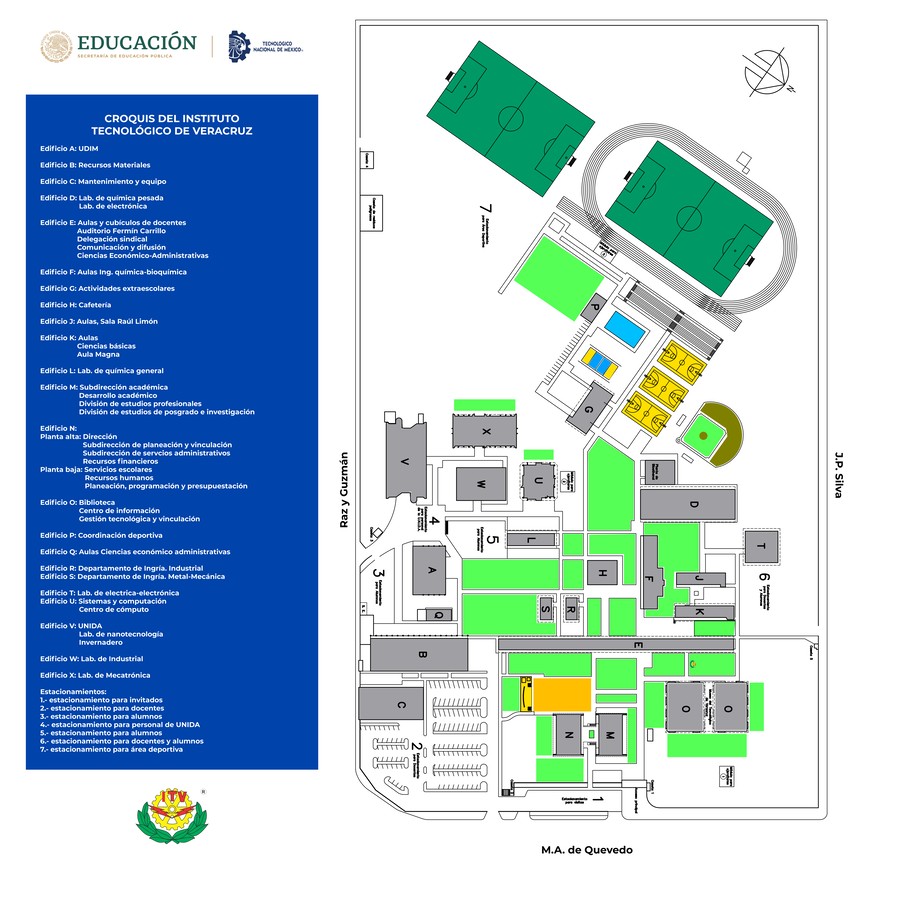 EDUCACIÓN
SECRETARÍA DE EDUCACIÓN PÚBLICA
TECNOLÓGICO
NACIONAL DE MÉXICO
CROQUIS DEL INSTITUTO
TECNOLÓGICO DE VERACRUZ
Edificio A: UDIM
Edificio B: Recursos Materiales
Edificio C: Mantenimiento y equipo
Edificio D: Lab. de química pesada
Lab. de electrónica
Edificio E: Aulas y cubículos de docentes
Auditorio Fermín Carrillo
Delegación sindical
Comunicación y difusión
Ciencias Económico-Administrativas
Edificio F: Aulas Ing. química-bioquímica
Edificio G: Actividades extraescolares
Edificio H: Cafetería
Edificio J: Aulas, Sala Raúl Limón
Edificio K: Aulas
Ciencias básicas
Aula Magna
Edificio L: Lab. de química general
Edificio M: Subdirección académica
Desarrollo académico
División de estudios profesionales
División de estudios de posgrado e investigación
Edificio N:
Planta alta: Dirección
Subdirección de planeación y vinculación
Subdirección de servcios administrativos
Recursos financieros
Planta baja: Servicios escolares
Recursos humanos
Planeación, programación y presupuestación
Edificio O: Biblioteca
Centro de información
Gestión tecnológica y vinculación
Edificio P: Coordinación deportiva
Edificio Q: Aulas Ciencias económico administrativas
Edificio R: Departamento de Ingría. Industrial
Edificio S: Departamento de Ingría. Metal-Mecánica
Edificio T: Lab. de electrica-electrónica
Edificio U: Sistemas y computación
Centro de cómputo
Edificio V: UNIDA
Lab. de nanotecnología
Invernadero
Edificio W: Lab. de Industrial
Edificio X: Lab. de Mecatrónica
Estacionamientos:
1.- estacionamiento para invitados
2.- estacionamiento para docentes
3.- estacionamiento para alumnos
4.- estacionamiento para personal de UNIDA
5.- estacionamiento para alumnos
6.- estacionamiento para docentes y alumnos
7.- estacionamiento para área deportiva
ITV
®
N
7
P
G
X
V
W
U
D
4
5
L
T
A
3
H
F
J
6
S
R
K
Q
E
B
C
O
O
N
M
2
1
Estacionamiento
para visitas
Raz y Guzmán
J.P. Silva
M.A. de Quevedo